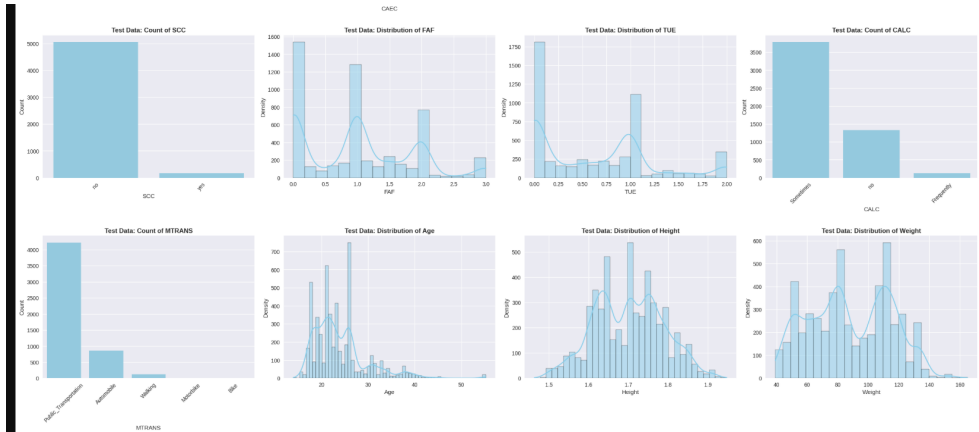 CAEC
Test Data: Count of SCC
Count
5000
4000
3000
2000
1000
0
no
yes
SCC
Test Data: Distribution of FAF
Density
1600
1400
1200
1000
800
600
400
200
0
0.0 0.5 1.0 1.5 2.0 2.5 3.0
FAF
Test Data: Distribution of TUE
Density
1750
1500
1250
1000
750
500
250
0
0.00 0.25 0.50 0.75 1.00 1.25 1.50 1.75 2.00
TUE
Test Data: Count of CALC
Count
3500
3000
2500
2000
1500
1000
500
0
Sometimes
no
Frequently
CALC
Test Data: Count of MTRANS
Count
4000
3500
3000
2500
2000
1500
1000
500
0
Public_Transportation
Automobile
Walking
Motorbike
Bike
MTRANS
Test Data: Distribution of Age
Density
700
600
500
400
300
200
100
0
20 30 40 50
Age
Test Data: Distribution of Height
Density
500
400
300
200
100
0
1.5 1.6 1.7 1.8 1.9
Height
Test Data: Distribution of Weight
Density
600
500
400
300
200
100
0
40 60 80 100 120 140 160
Weight